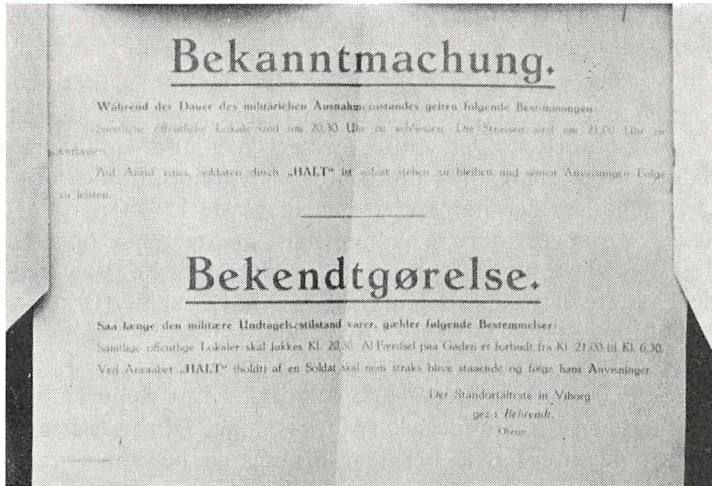 Bekanntmachung.
Während der Dauer des militärichen Ausnahmezustandes gelten folgende Bestimmungen:
Sämtliche öffentliche Lokale sind um 20,30 Uhr zu schliessen. Die Strassen sind um 21,00 Uhr zu
verlassen.
Auf Anruf eines Soldaten durch „HALT“ ist sofort stehen zu bleiben und seinen Anweisungen Folge
zu leisten.
Bekendtgørelse.
Saa længe den militære Undtagelsestilstand varer, gælder følgende Bestemmelser:
Samtlige offentlige Lokaler skal lukkes Kl. 20,30. Al Færdsel paa Gaden er forbudt fra Kl. 21,00 til Kl. 6,30.
Ved Anraabet „HALT“ (holdt) af en Soldat skal man straks blive staaende og følge hans Anvisninger.
Der Standortälteste in Viborg
gez.: Behrendt.